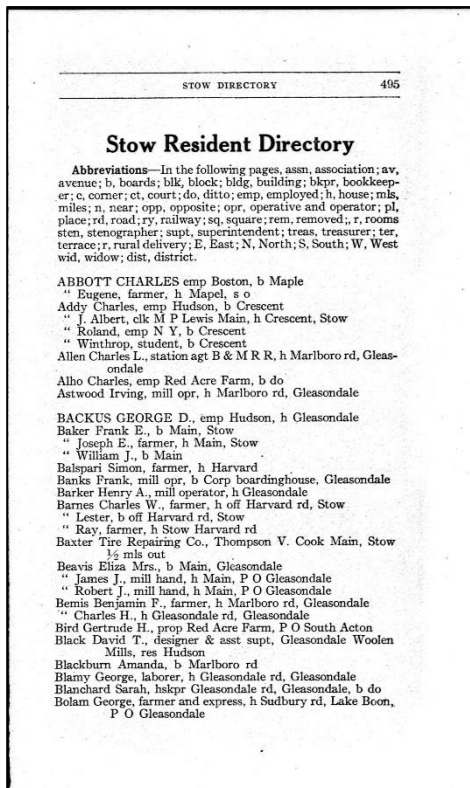 STOW DIRECTORY 495
Stow Resident Directory
Abbreviations—In the following pages, assn, association; av,
avenue; b, boards; blk, block; bldg, building; bkpr, bookkeep-
er; c, corner; ct, court; do, ditto; emp, employed; h, house; mls,
miles; n, near; opp, opposite; opr, operative and operator; pl,
place; rd, road; ry, railway; sq, square; rem, removed;, r, rooms
sten, stenographer; supt, superintendent; treas, treasurer; ter,
terrace; r, rural delivery; E, East; N, North; S, South; W, West
wid, widow; dist, district.
ABBOTT CHARLES emp Boston, b Maple
“ Eugene, farmer, h Mapel, s o
Addy Charles, emp Hudson, b Crescent
“ J. Albert, clk M P Lewis Main, h Crescent, Stow
“ Roland, emp N Y, b Crescent
“ Winthrop, student, b Crescent
Allen Charles L., station agt B & M R R, h Marlboro rd, Gleas-
ondale
Alho Charles, emp Red Acre Farm, b do
Astwood Irving, mill opr, h Marlboro rd, Gleasondale
BACKUS GEORGE D., emp Hudson, h Gleasondale
Baker Frank E., b Main, Stow
“ Joseph E., farmer, h Main, Stow
“ William J., b Main
Balspari Simon, farmer, h Harvard
Banks Frank, mill opr, b Corp boardinghouse, Gleasondale
Barker Henry A., mill operator, h Gleasondale
Barnes Charles W., farmer, h off Harvard rd, Stow
“ Lester, b off Harvard rd, Stow
“ Ray, farmer, h Stow Harvard rd
Baxter Tire Repairing Co., Thompson V. Cook Main, Stow
½ mls out
Beavis Eliza Mrs., b Main, Gleasondale
“ James J., mill hand, h Main, P O Gleasondale
“ Robert J., mill hand, h Main, P O Gleasondale
Bemis Benjamin F., farmer, h Marlboro rd, Gleasondale
“ Charles H., h Gleasondale rd, Gleasondale
Bird Gertrude H., prop Red Acre Farm, P O South Acton
Black David T., designer & asst supt, Gleasondale Woolen
Mills, res Hudson
Blackburn Amanda, b Marlboro rd
Blamy George, laborer, h Gleasondale rd, Gleasondale
Blanchard Sarah, hskpr Gleasondale rd, Gleasondale, b do
Bolam George, farmer and express, h Sudbury rd, Lake Boon,
P O Gleasondale